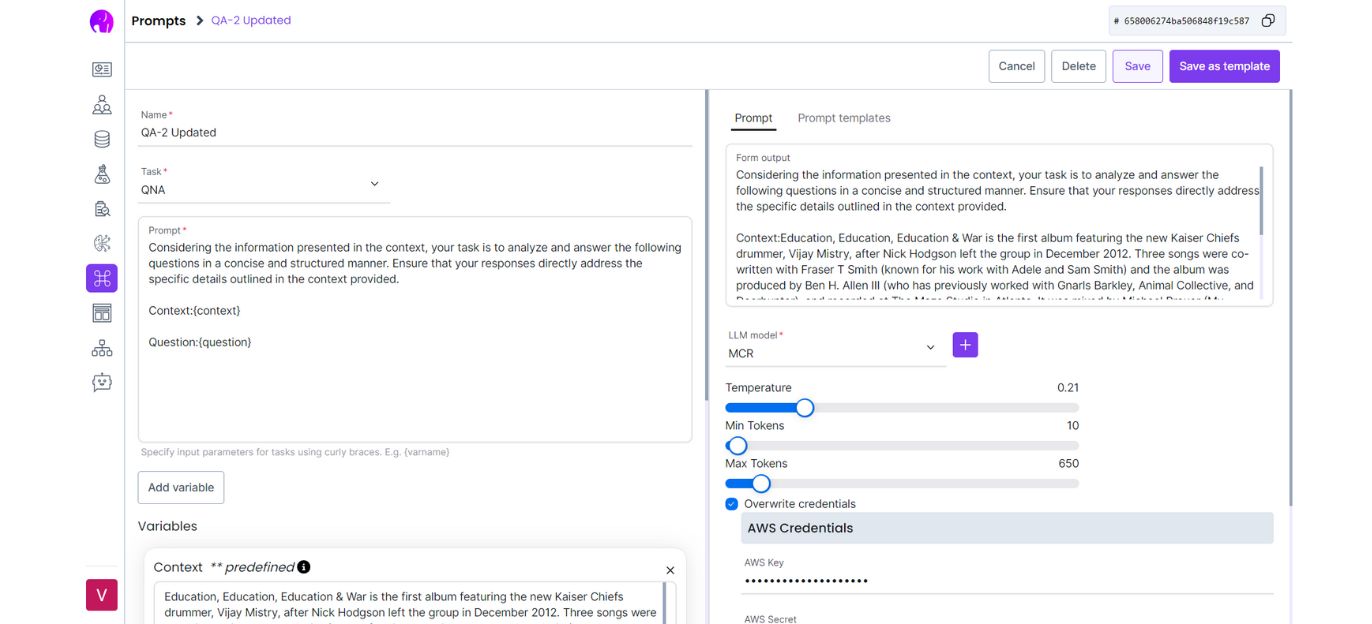 Prompts > QA-2 Updated
# 658006274ba506848f19c587
Cancel
Delete
Save
Save as template
Name*
QA-2 Updated
Task*
QNA
Prompt*
Considering the information presented in the context, your task is to analyze and answer the following
questions in a concise and structured manner. Ensure that your responses directly address the
specific details outlined in the context provided.
Context:{context}
Question:{question}
Specify input parameters for tasks using curly braces. E.g. {varname}
Add variable
Variables
Context ** predefined
Education, Education, Education & War is the first album featuring the new Kaiser Chiefs
drummer, Vijay Mistry, after Nick Hodgson left the group in December 2012. Three songs were
V
Prompt
Prompt templates
Form output
Considering the information presented in the context, your task is to analyze and answer the
following questions in a concise and structured manner. Ensure that your responses directly address
the specific details outlined in the context provided.
Context:Education, Education, Education & War is the first album featuring the new Kaiser Chiefs
drummer, Vijay Mistry, after Nick Hodgson left the group in December 2012. Three songs were co-
written with Fraser T Smith (known for his work with Adele and Sam Smith) and the album was
produced by Ben H. Allen III (who has previously worked with Gnarls Barkley, Animal Collective, and
LLM model*
MCR
Temperature
0.21
Min Tokens
10
Max Tokens
650
Overwrite credentials
AWS Credentials
AWS Key
••••••••••••••••••••
AWS Secret